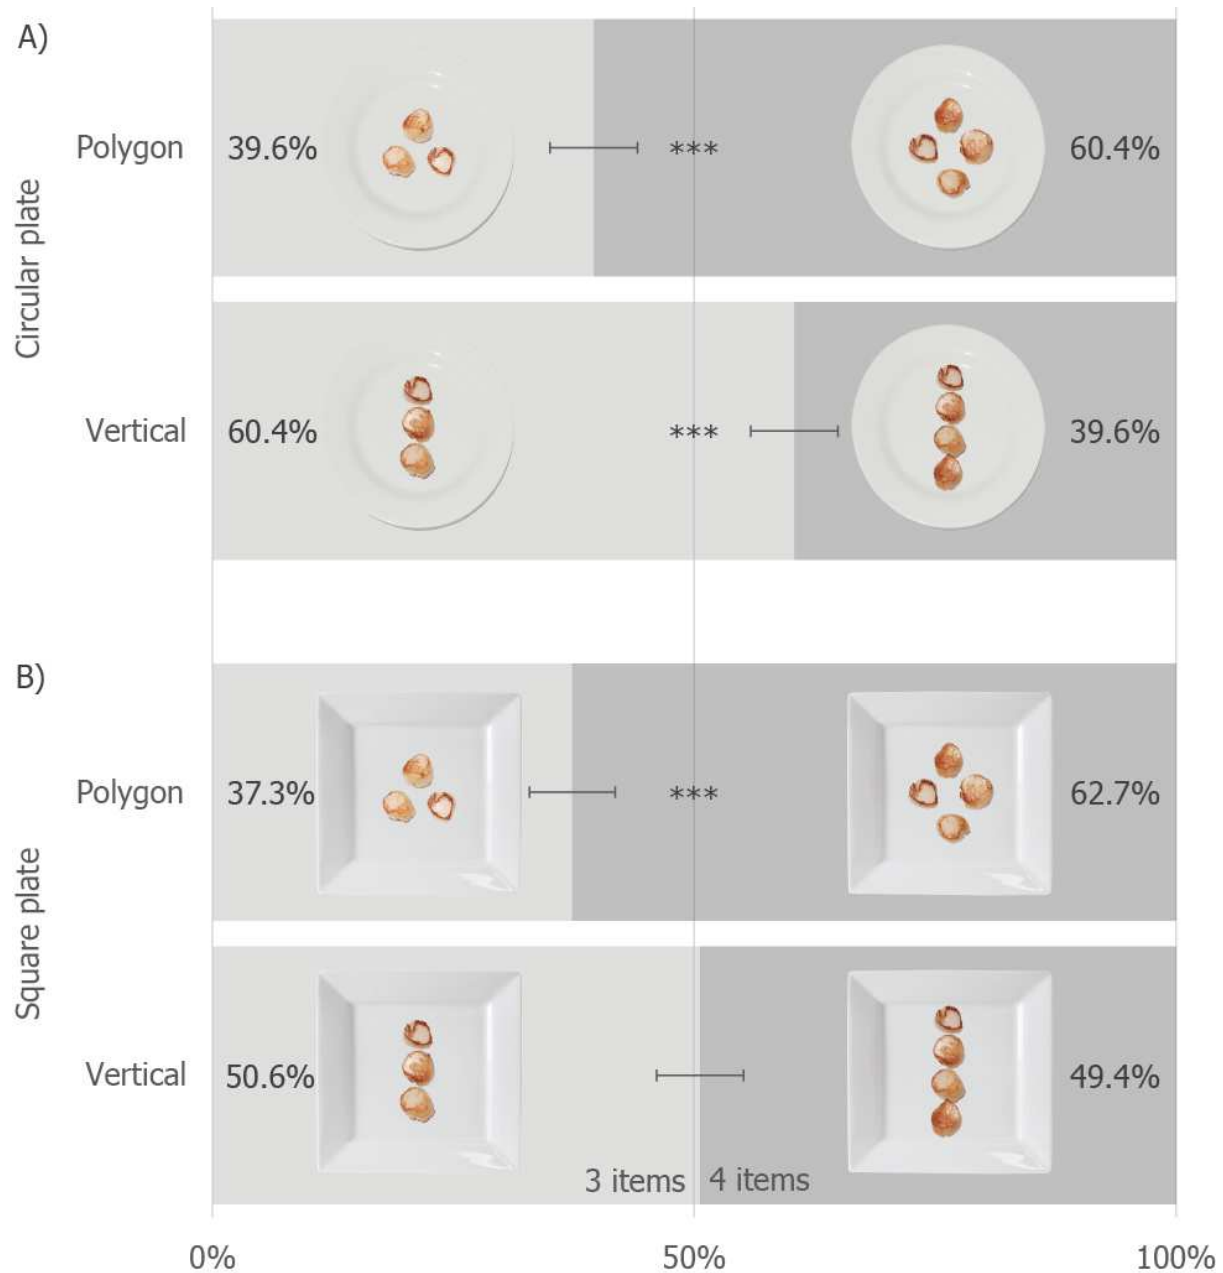 A)
Circular plate
Polygon
39.6%
***
60.4%
Vertical
60.4%
***
39.6%
B)
Square plate
Polygon
37.3%
***
62.7%
Vertical
50.6%
49.4%
3 items
4 items
0%
50%
100%